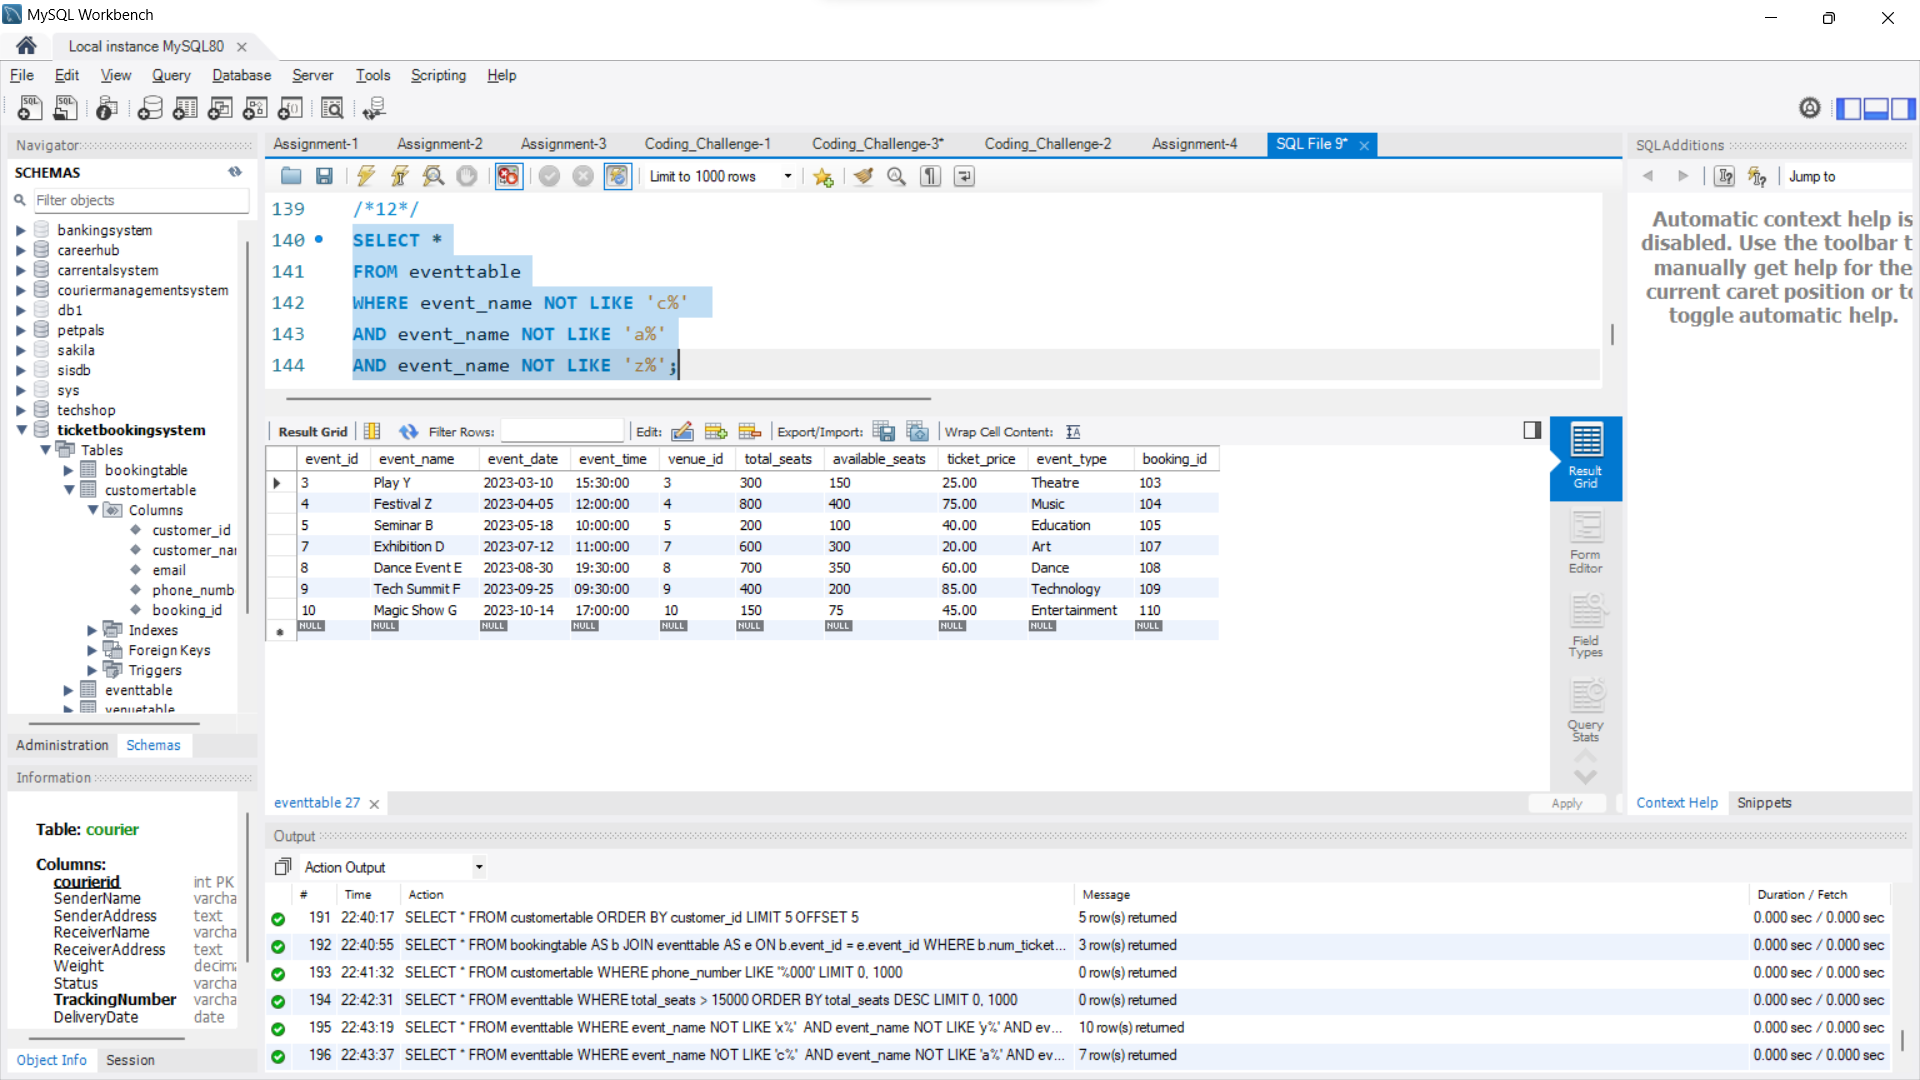 MySQL Workbench
Local instance MySQL80
File Edit View Query Database Server Tools Scripting Help
Navigator
SCHEMAS
Filter objects
bankingsystem
careerhub
carrentalsystem
couriermanagementsystem
db1
petpals
sakila
sisdb
sys
techshop
ticketbookingsystem
Tables
bookingtable
customertable
Columns
customer_id
customer_nar
email
phone_numb
booking_id
Indexes
Foreign Keys
Triggers
eventtable
venuetable
Administration Schemas
Information
Table: courier
Columns:
courierid int PK
SenderName varcha
SenderAddress text
ReceiverName varcha
ReceiverAddress text
Weight decima
Status varcha
TrackingNumber varcha
DeliveryDate date
Object Info Session
Assignment-1 Assignment-2 Assignment-3 Coding_Challenge-1 Coding_Challenge-3* Coding_Challenge-2 Assignment-4 SQL File 9*
Limit to 1000 rows
139 /*12*/
140 SELECT *
141 FROM eventtable
142 WHERE event_name NOT LIKE 'c%'
143 AND event_name NOT LIKE 'a%'
144 AND event_name NOT LIKE 'z%';
Result Grid Filter Rows: Edit: Export/Import: Wrap Cell Content:
event_id event_name event_date event_time venue_id total_seats available_seats ticket_price event_type booking_id
3 Play Y 2023-03-10 15:30:00 3 300 150 25.00 Theatre 103
4 Festival Z 2023-04-05 12:00:00 4 800 400 75.00 Music 104
5 Seminar B 2023-05-18 10:00:00 5 200 100 40.00 Education 105
7 Exhibition D 2023-07-12 11:00:00 7 600 300 20.00 Art 107
8 Dance Event E 2023-08-30 19:30:00 8 700 350 60.00 Dance 108
9 Tech Summit F 2023-09-25 09:30:00 9 400 200 85.00 Technology 109
10 Magic Show G 2023-10-14 17:00:00 10 150 75 45.00 Entertainment 110
NULL NULL NULL NULL NULL NULL NULL NULL NULL NULL
Result Grid
Form Editor
Field Types
Query Stats
eventtable 27
Apply
SQLAdditions
Jump to
Automatic context help is
disabled. Use the toolbar t
manually get help for the
current caret position or to
toggle automatic help.
Context Help Snippets
Output
Action Output
# Time Action Message Duration / Fetch
191 22:40:17 SELECT * FROM customertable ORDER BY customer_id LIMIT 5 OFFSET 5 5 row(s) returned 0.000 sec / 0.000 sec
192 22:40:55 SELECT * FROM bookingtable AS b JOIN eventtable AS e ON b.event_id = e.event_id WHERE b.num_ticket... 3 row(s) returned 0.000 sec / 0.000 sec
193 22:41:32 SELECT * FROM customertable WHERE phone_number LIKE '%000' LIMIT 0, 1000 0 row(s) returned 0.000 sec / 0.000 sec
194 22:42:31 SELECT * FROM eventtable WHERE total_seats > 15000 ORDER BY total_seats DESC LIMIT 0, 1000 0 row(s) returned 0.000 sec / 0.000 sec
195 22:43:19 SELECT * FROM eventtable WHERE event_name NOT LIKE 'x%' AND event_name NOT LIKE 'y%' AND ev... 10 row(s) returned 0.000 sec / 0.000 sec
196 22:43:37 SELECT * FROM eventtable WHERE event_name NOT LIKE 'c%' AND event_name NOT LIKE 'a%' AND ev... 7 row(s) returned 0.000 sec / 0.000 sec